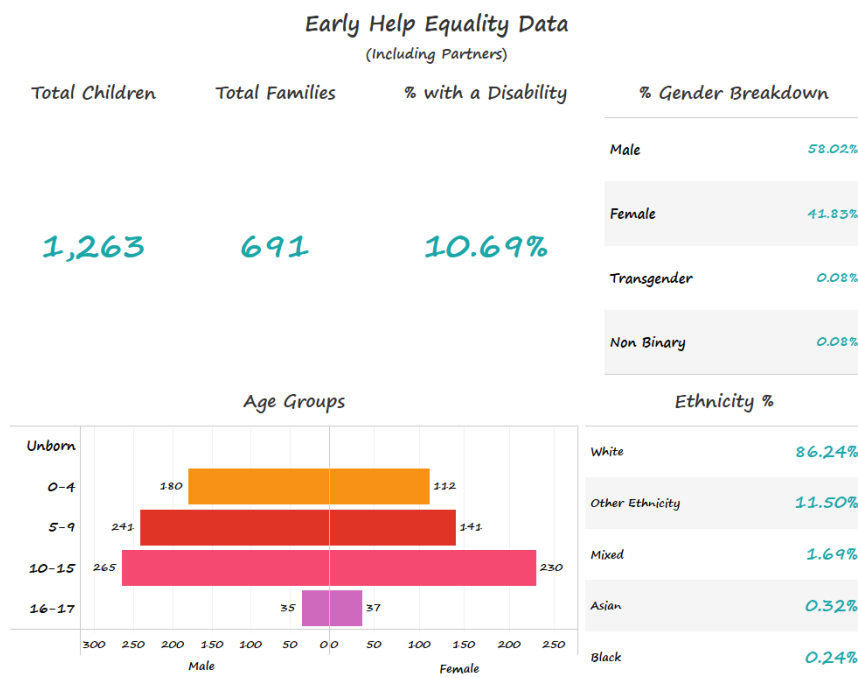 Early Help Equality Data
(Including Partners)
Total Children
Total Families
% with a Disability
% Gender Breakdown
1,263
691
10.69%
Male 58.02%
Female 41.83%
Transgender 0.08%
Non Binary 0.08%
Age Groups
Unborn
0-4 180 112
5-9 241 141
10-15 265 230
16-17 35 37
300 250 200 150 100 50 0 0 50 100 150 200 250
Male Female
Ethnicity %
White 86.24%
Other Ethnicity 11.50%
Mixed 1.69%
Asian 0.32%
Black 0.24%